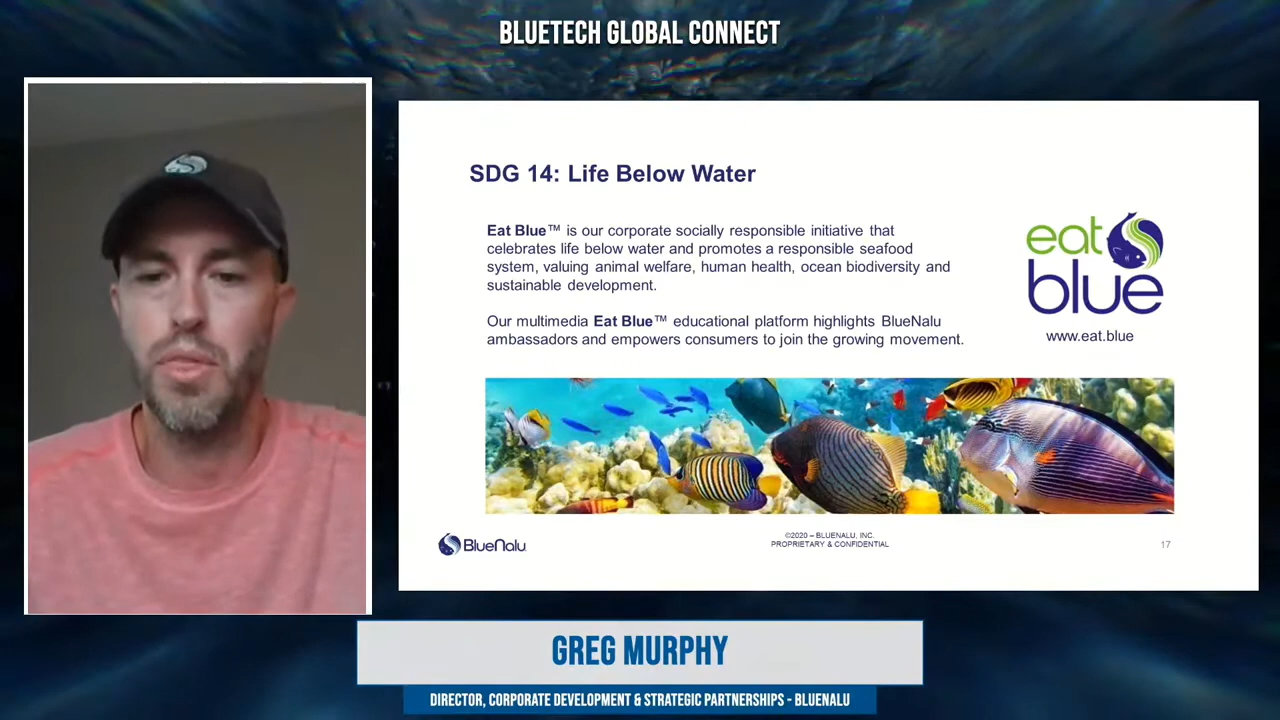 BLUETECH GLOBAL CONNECT
SDG 14: Life Below Water
Eat Blue™ is our corporate socially responsible initiative that
celebrates life below water and promotes a responsible seafood
system, valuing animal welfare, human health, ocean biodiversity and
sustainable development.
Our multimedia Eat Blue™ educational platform highlights BlueNalu
ambassadors and empowers consumers to join the growing movement.
eat
blue
www.eat.blue
BlueNalu
©2020 – BLUENALU, INC.
PROPRIETARY & CONFIDENTIAL
17
GREG MURPHY
DIRECTOR, CORPORATE DEVELOPMENT & STRATEGIC PARTNERSHIPS - BLUENALU